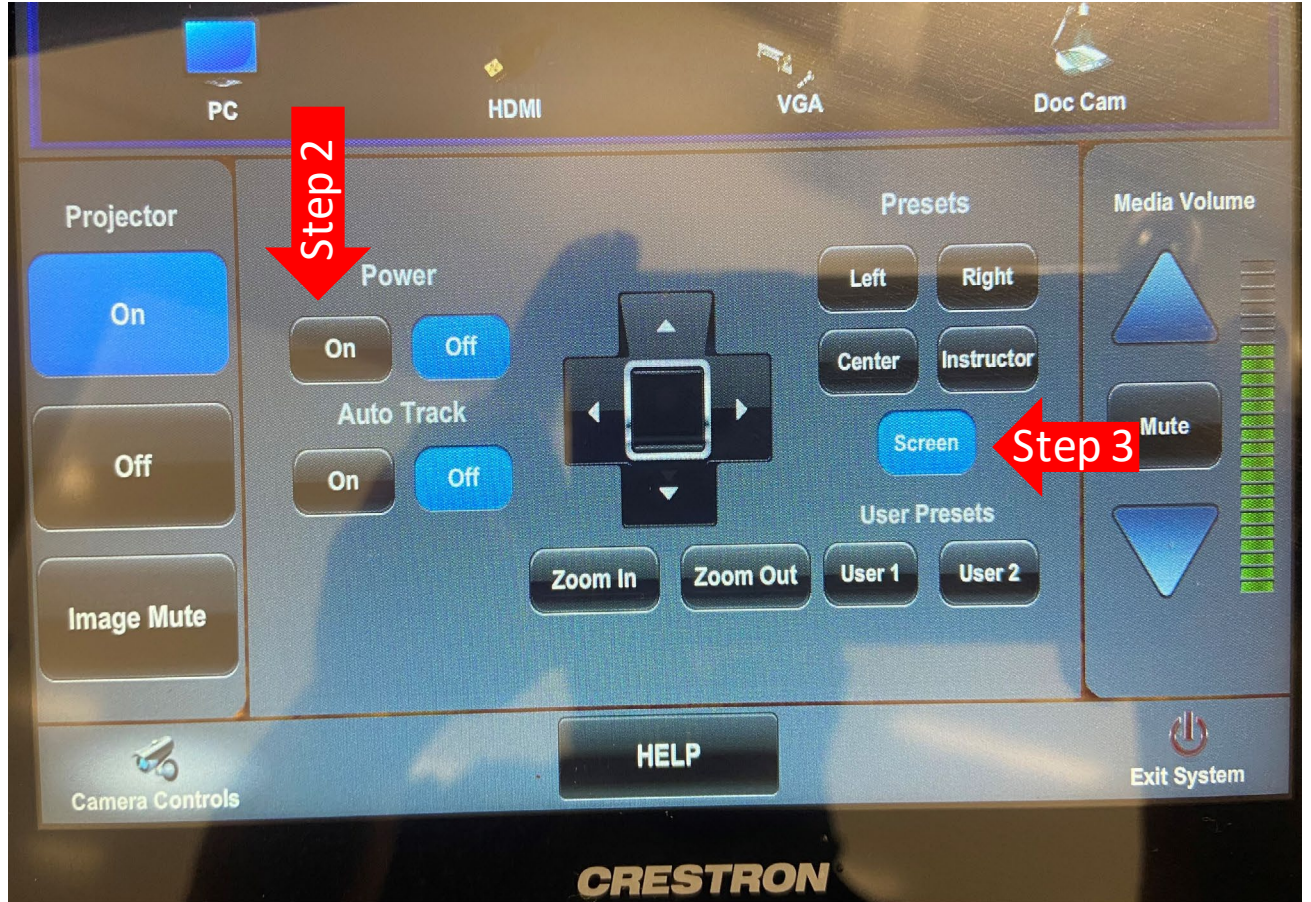 PC
HDMI
VGA
Doc Cam
Step 2
Projector
On
Off
Image Mute
Power
On
Off
Auto Track
On
Off
Zoom In
Zoom Out
Presets
Left
Right
Center
Instructor
Screen
Step 3
User Presets
User 1
User 2
Media Volume
Mute
Camera Controls
HELP
Exit System
CRESTRON